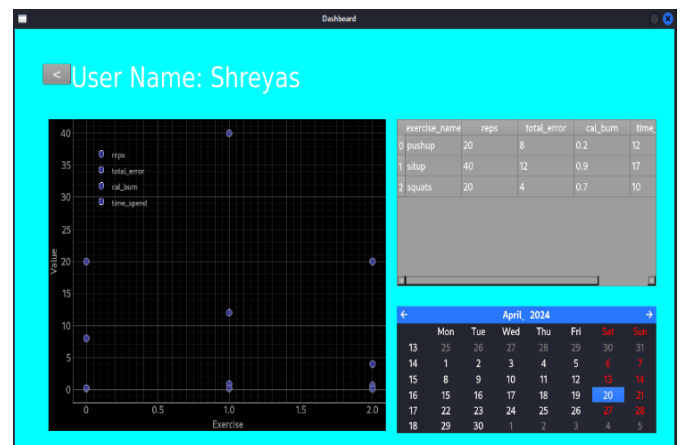 Dashboard
< User Name: Shreyas
40
35
30
25
20
15
10
5
0
Value
reps
total_error
cal_burn
time_spend
0 0.5 1.0 1.5 2.0
Exercise
exercise_name reps total_error cal_burn time_
0 pushup 20 8 0.2 12
1 situp 40 12 0.9 17
2 squats 20 4 0.7 10
April, 2024
Mon Tue Wed Thu Fri Sat Sun
13 25 26 27 28 29 30 31
14 1 2 3 4 5 6 7
15 8 9 10 11 12 13 14
16 15 16 17 18 19 20 21
17 22 23 24 25 26 27 28
18 29 30 1 2 3 4 5